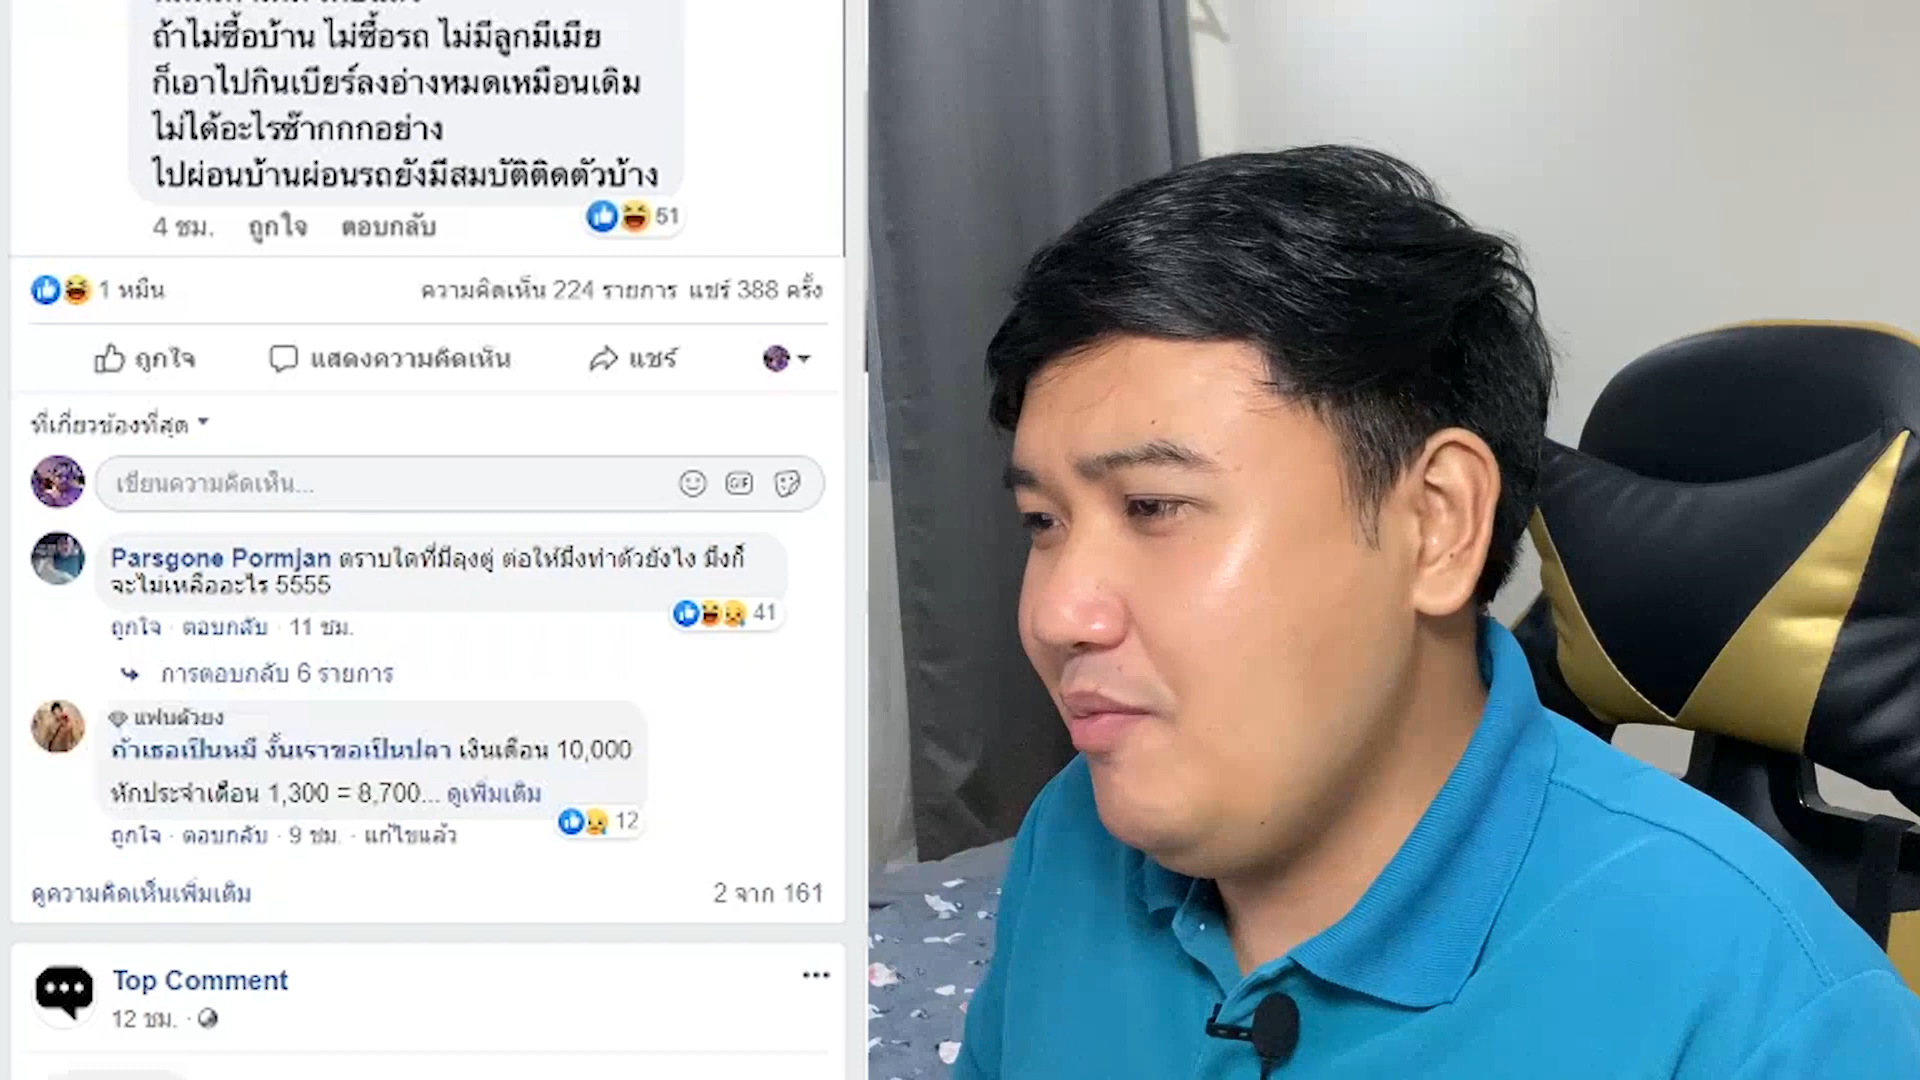 ถ้าไม่ซื้อบ้าน ไม่ซื้อรถ ไม่มีลูกมีเมีย
ก็เอาไปกินเบียร์ลงอ่างหมดเหมือนเดิม
ไม่ได้อะไรซ๊ากกกอย่าง
ไปผ่อนบ้านผ่อนรถยังมีสมบัติติดตัวบ้าง
4 ชม. ถูกใจ ตอบกลับ 51
1 หมื่น ความคิดเห็น 224 รายการ แชร์ 388 ครั้ง
ถูกใจ แสดงความคิดเห็น แชร์
ที่เกี่ยวข้องที่สุด
เขียนความคิดเห็น... GIF
Parsgone Pormjan ตราบใดที่มีลุงตู่ ต่อให้มึงทำตัวยังไง มึงก็
จะไม่เหลืออะไร 5555
41
ถูกใจ · ตอบกลับ · 11 ชม.
การตอบกลับ 6 รายการ
แฟนตัวยง
ถ้าเธอเป็นหมี งั้นเราขอเป็นปลา เงินเดือน 10,000
หักประจำเดือน 1,300 = 8,700... ดูเพิ่มเติม
12
ถูกใจ · ตอบกลับ · 9 ชม. · แก้ไขแล้ว
ดูความคิดเห็นเพิ่มเติม 2 จาก 161
Top Comment
12 ชม. ·